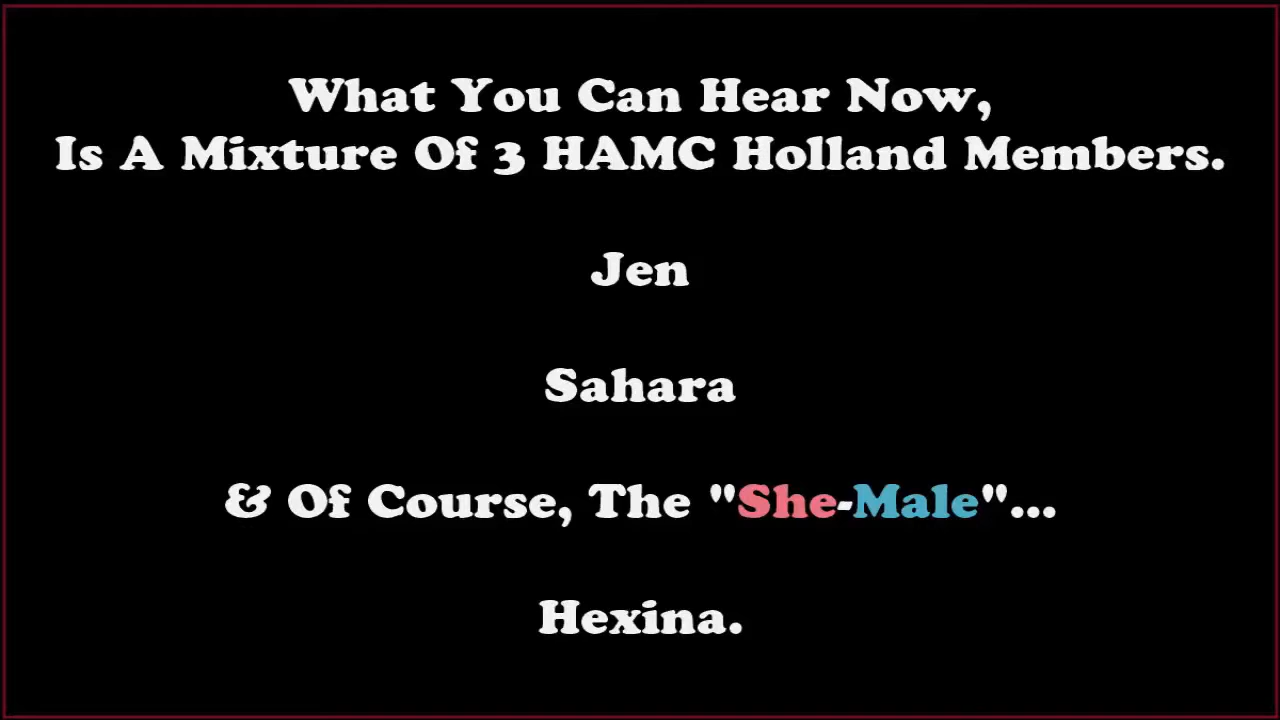 What You Can Hear Now,
Is A Mixture Of 3 HAMC Holland Members.
Jen
Sahara
& Of Course, The "She-Male"...
Hexina.